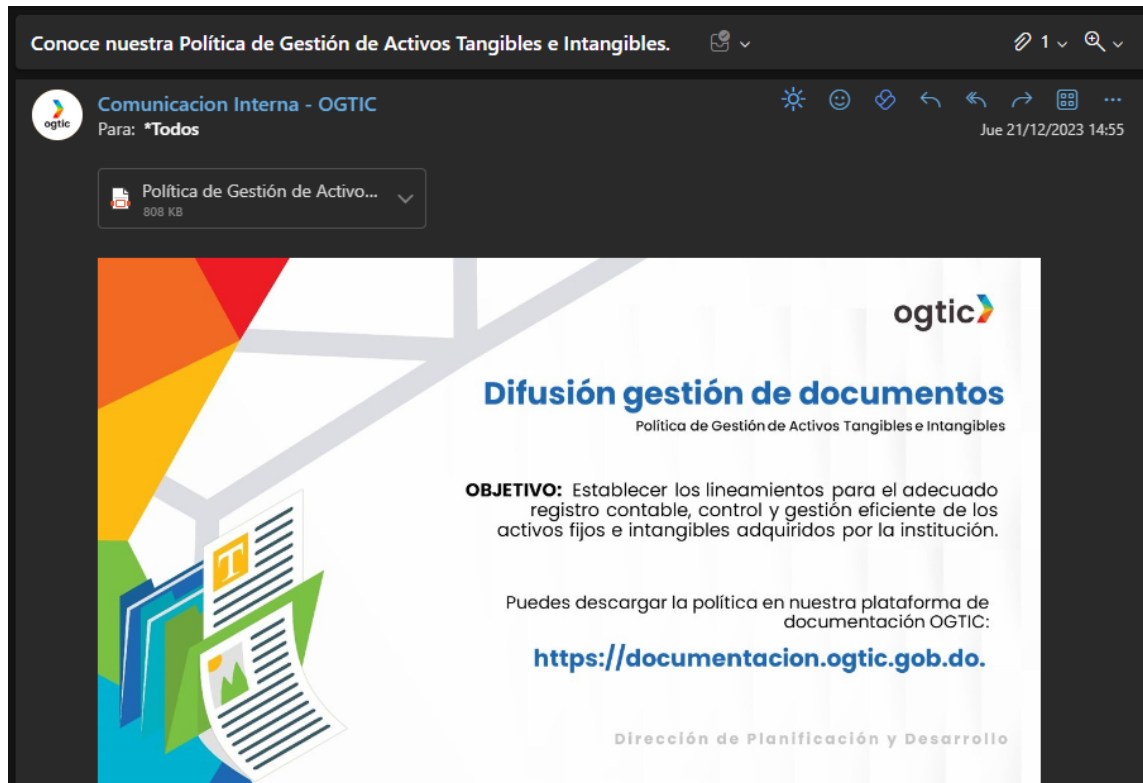 Conoce nuestra Política de Gestión de Activos Tangibles e Intangibles.
1
ogtic
Comunicacion Interna - OGTIC
Para: *Todos
Jue 21/12/2023 14:55
Política de Gestión de Activo...
808 KB
ogtic
Difusión gestión de documentos
Política de Gestión de Activos Tangibles e Intangibles
OBJETIVO: Establecer los lineamientos para el adecuado
registro contable, control y gestión eficiente de los
activos fijos e intangibles adquiridos por la institución.
Puedes descargar la política en nuestra plataforma de
documentación OGTIC:
https://documentacion.ogtic.gob.do.
T
Dirección de Planificación y Desarrollo